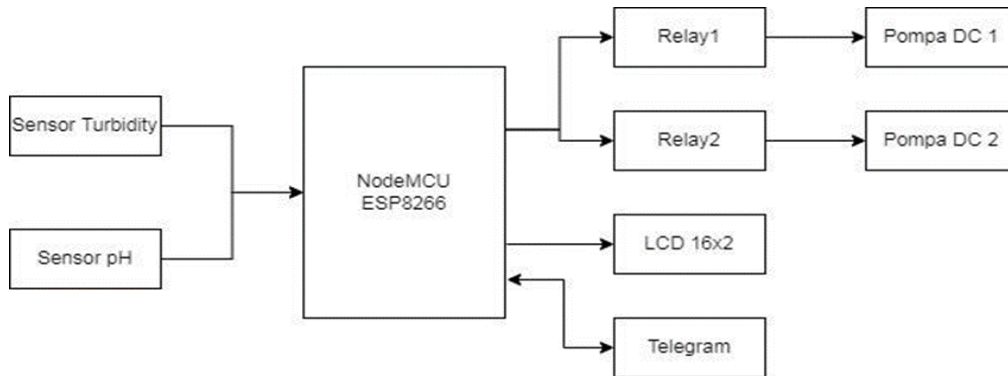 Sensor Turbidity
Sensor pH
NodeMCU
ESP8266
Relay1
Pompa DC 1
Relay2
Pompa DC 2
LCD 16x2
Telegram